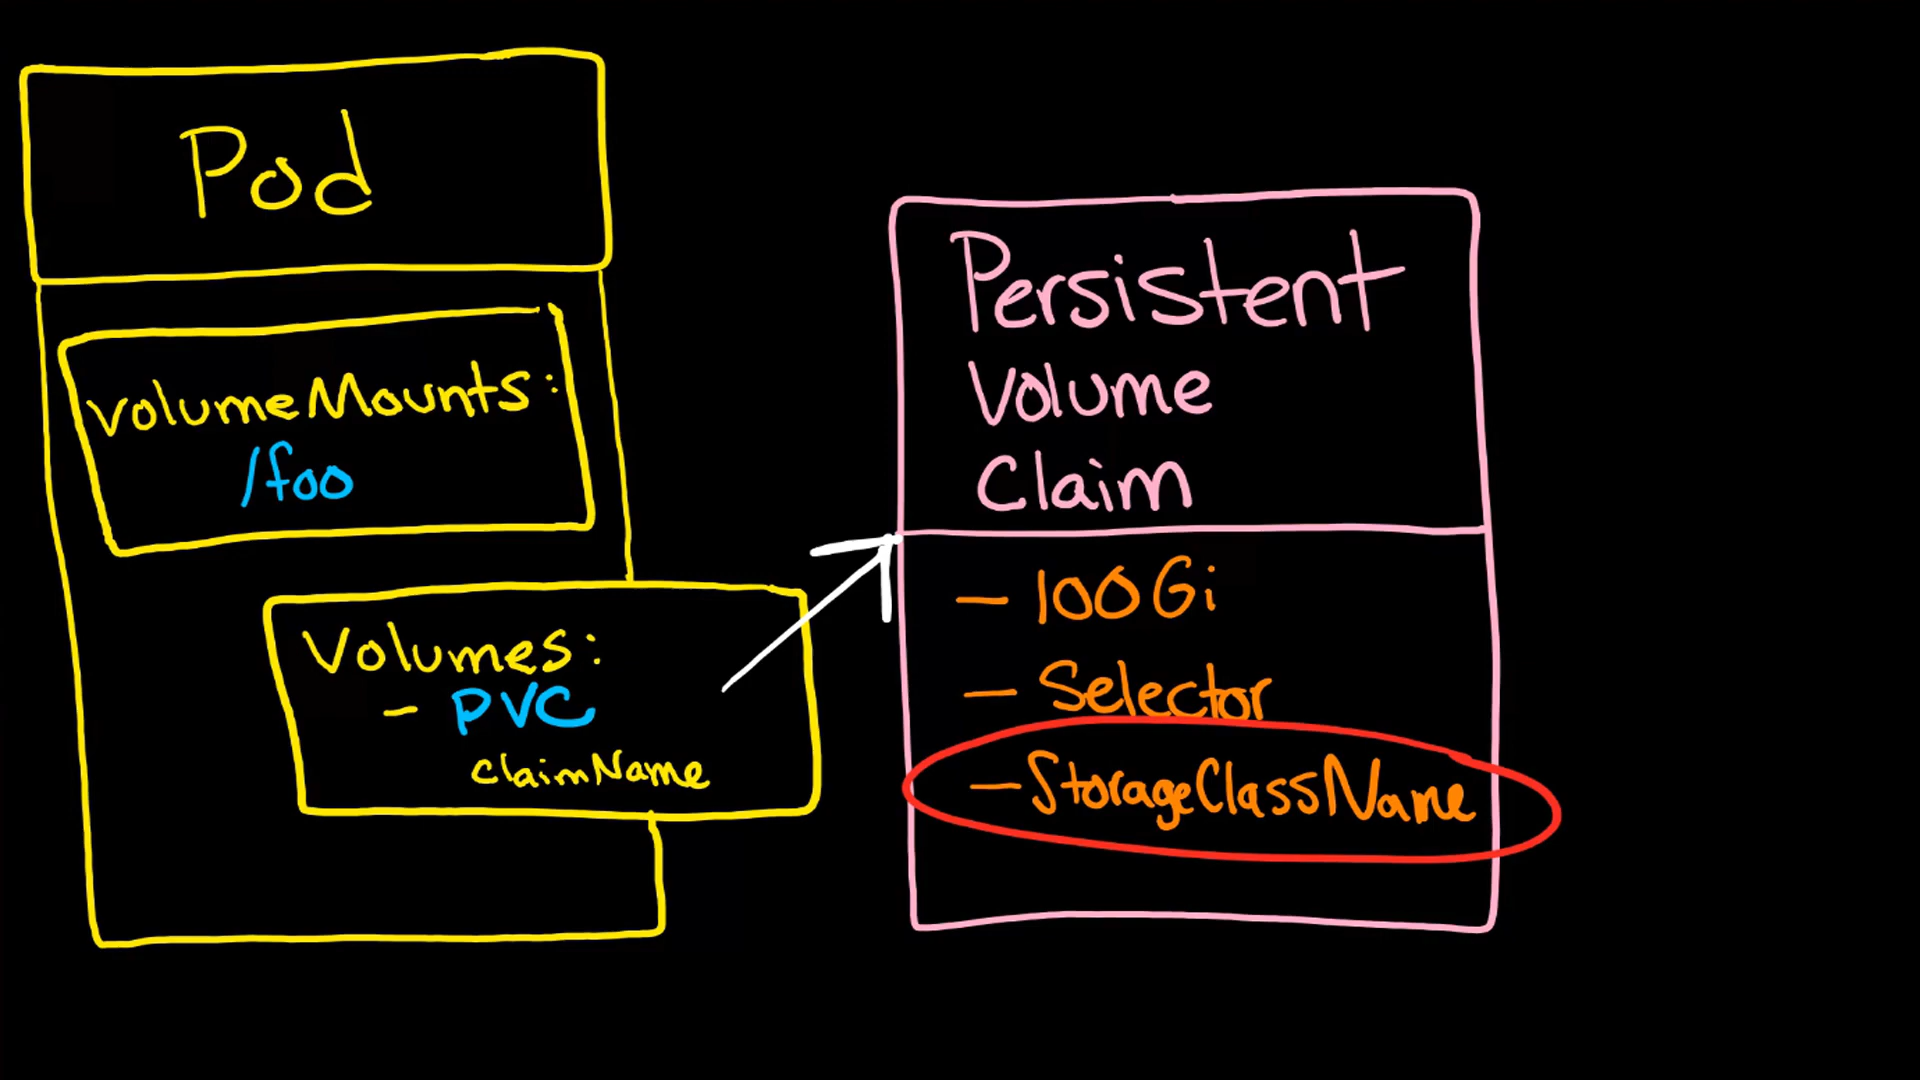 Pod
volumeMounts:
/foo
Volumes:
- PVC
claimName
Persistent
Volume
Claim
- 100Gi
- Selector
- StorageClassName